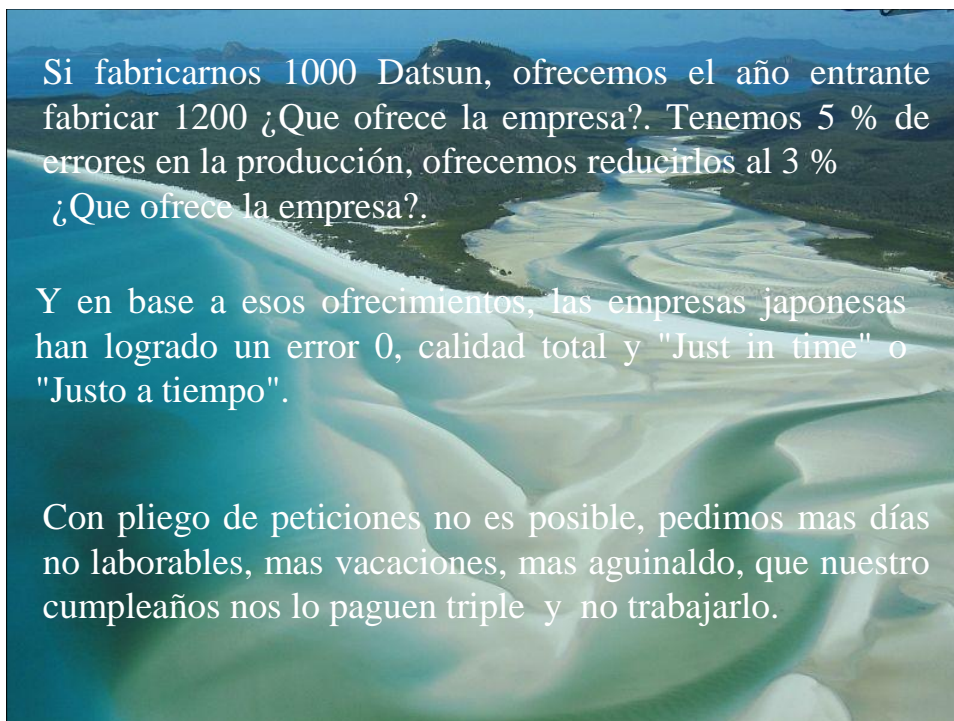 Si fabricarnos 1000 Datsun, ofrecemos el año entrante
fabricar 1200 ¿Que ofrece la empresa?. Tenemos 5 % de
errores en la producción, ofrecemos reducirlos al 3 %
¿Que ofrece la empresa?.
Y en base a esos ofrecimientos, las empresas japonesas
han logrado un error 0, calidad total y "Just in time" o
"Justo a tiempo".
Con pliego de peticiones no es posible, pedimos mas días
no laborables, mas vacaciones, mas aguinaldo, que nuestro
cumpleaños nos lo paguen triple y no trabajarlo.